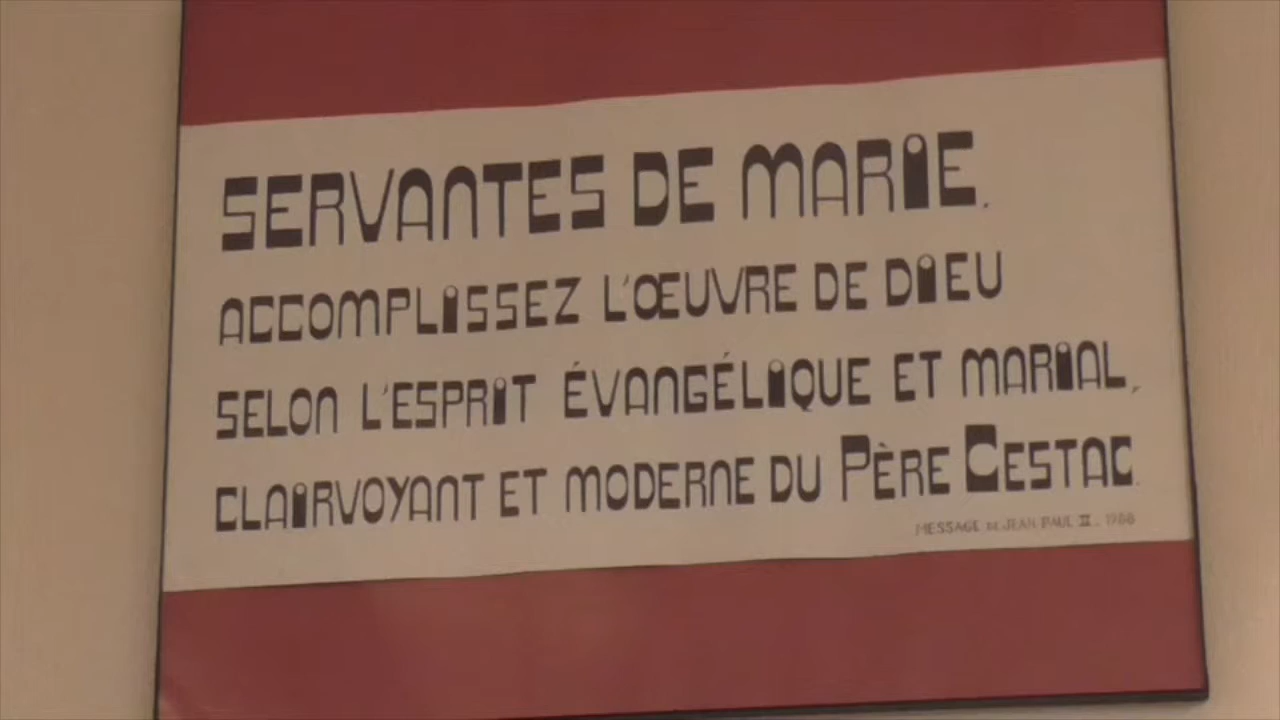 SERVANTES DE MARIE.
ACCOMPLISSEZ L'ŒUVRE DE DIEU
SELON L'ESPRIT ÉVANGÉLIQUE ET MARIAL,
CLAIRVOYANT ET MODERNE DU PÈRE CESTAC.
MESSAGE DE JEAN PAUL II. 1988